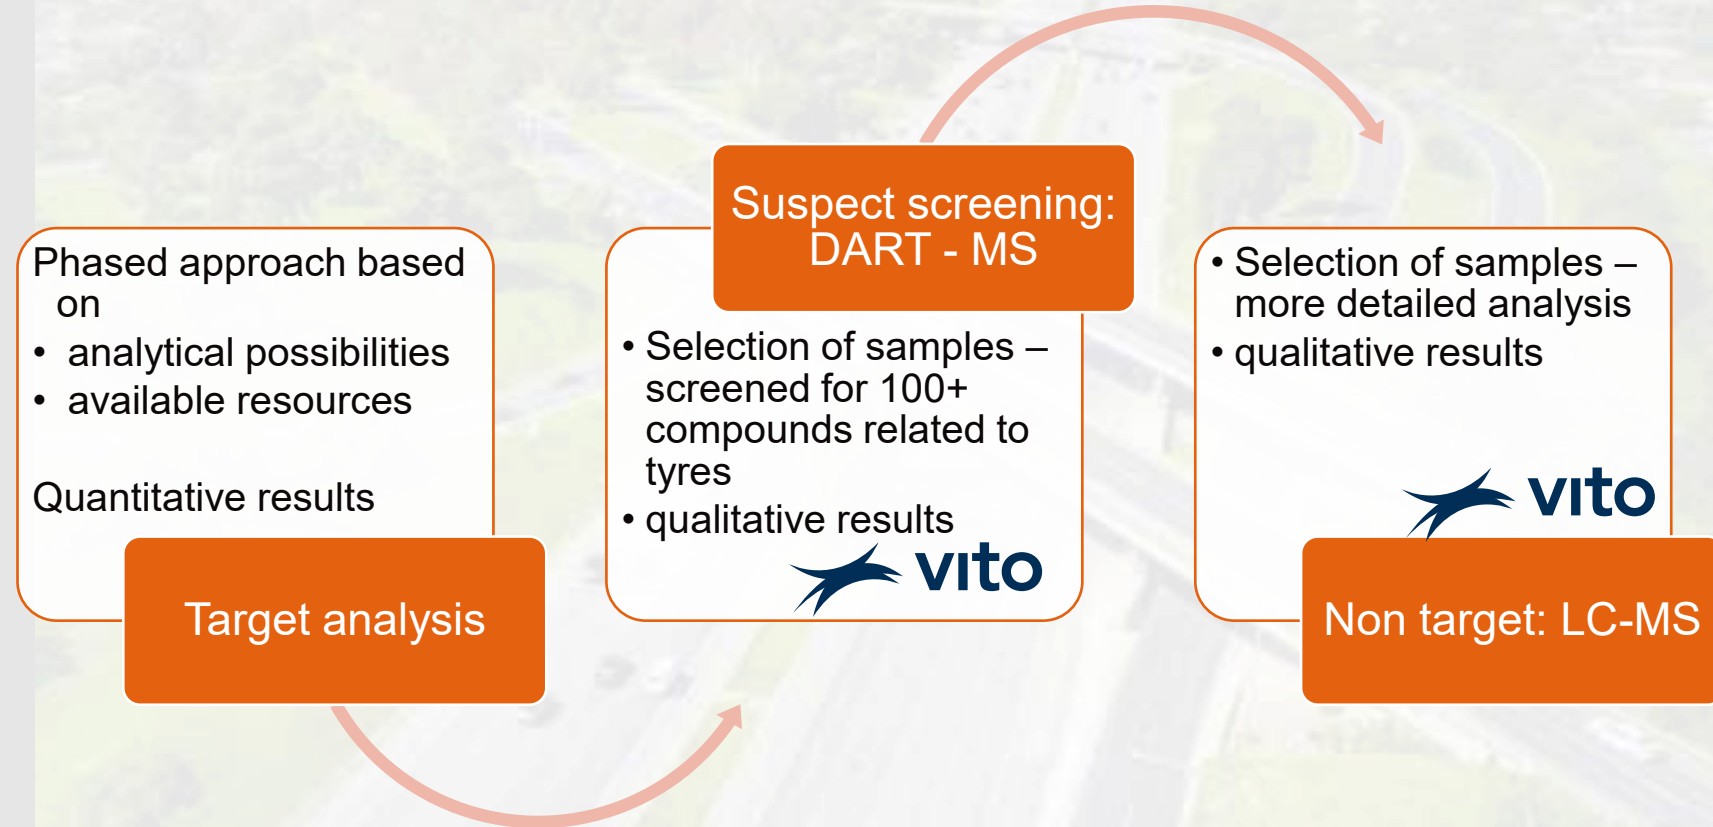 Phased approach based
on
• analytical possibilities
• available resources
Quantitative results
Target analysis
Suspect screening:
DART - MS
• Selection of samples –
screened for 100+
compounds related to
tyres
• qualitative results
vito
• Selection of samples –
more detailed analysis
• qualitative results
vito
Non target: LC-MS